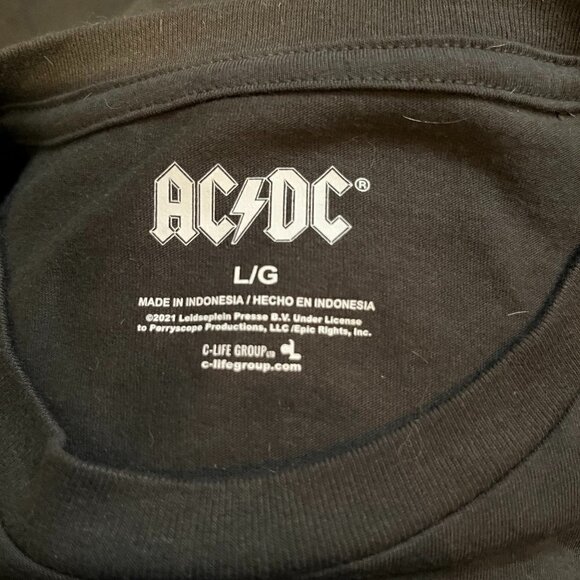 AC⚡DC®
L/G
MADE IN INDONESIA / HECHO EN INDONESIA
©2021 Leidseplein Presse B.V. Under License
to Perryscope Productions, LLC /Epic Rights, Inc.
C-LIFE GROUP LTD CL
c-lifegroup.com